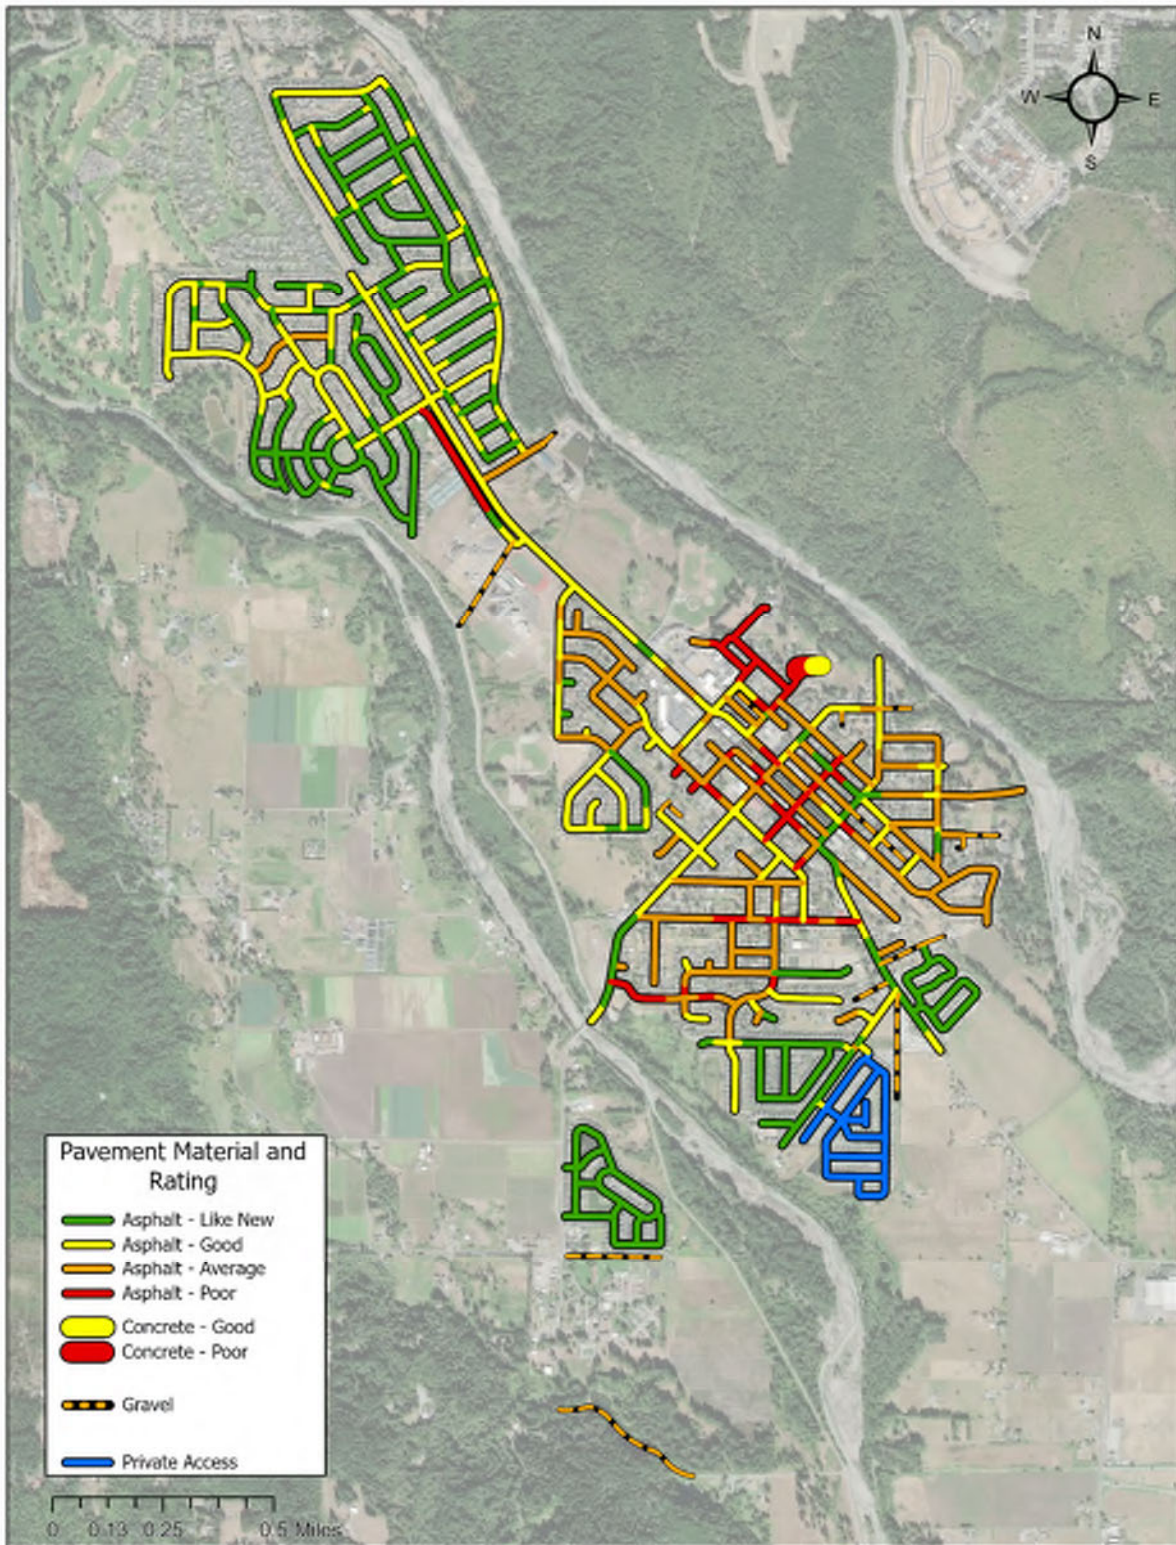 N
W E
S
Pavement Material and
Rating
Asphalt - Like New
Asphalt - Good
Asphalt - Average
Asphalt - Poor
Concrete - Good
Concrete - Poor
Gravel
Private Access
0 0.13 0.25 0.5 Miles